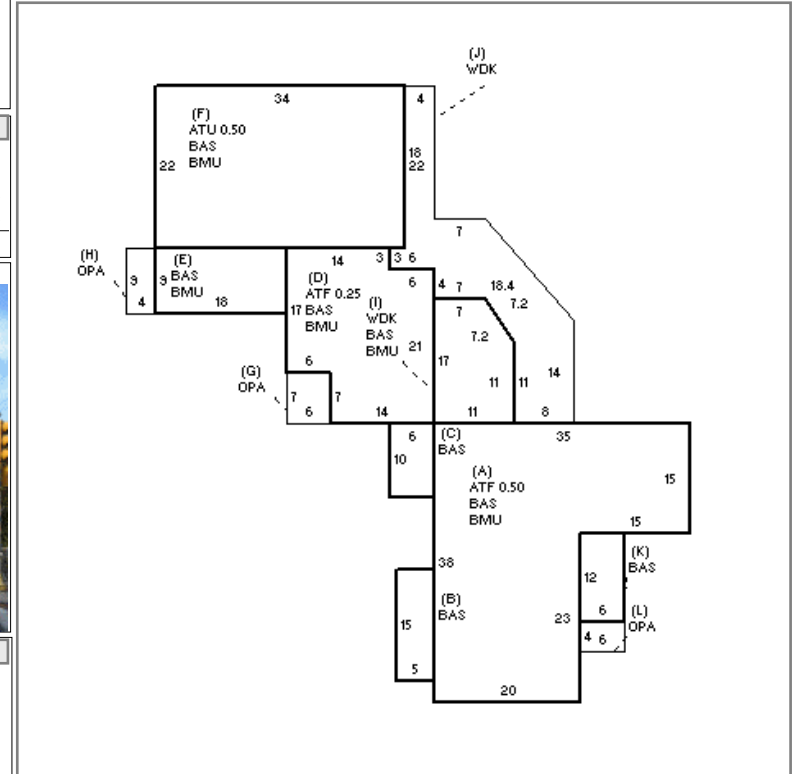 (J)
WDK
34
4
(F)
ATU 0.50
BAS
BMU
22
18
22
7
(H)
OPA
9
4
9
(E)
BAS
BMU
18
14
3
3
6
6
(D)
ATF 0.25
BAS
BMU
17
(I)
WDK
BAS
BMU
21
4
7
18.4
7.2
7
7.2
17
11
11
14
6
(G)
OPA
7
6
7
14
11
8
6
10
(C)
BAS
35
(A)
ATF 0.50
BAS
BMU
15
15
38
(K)
BAS
12
6
(B)
BAS
15
5
23
(L)
OPA
4
6
20